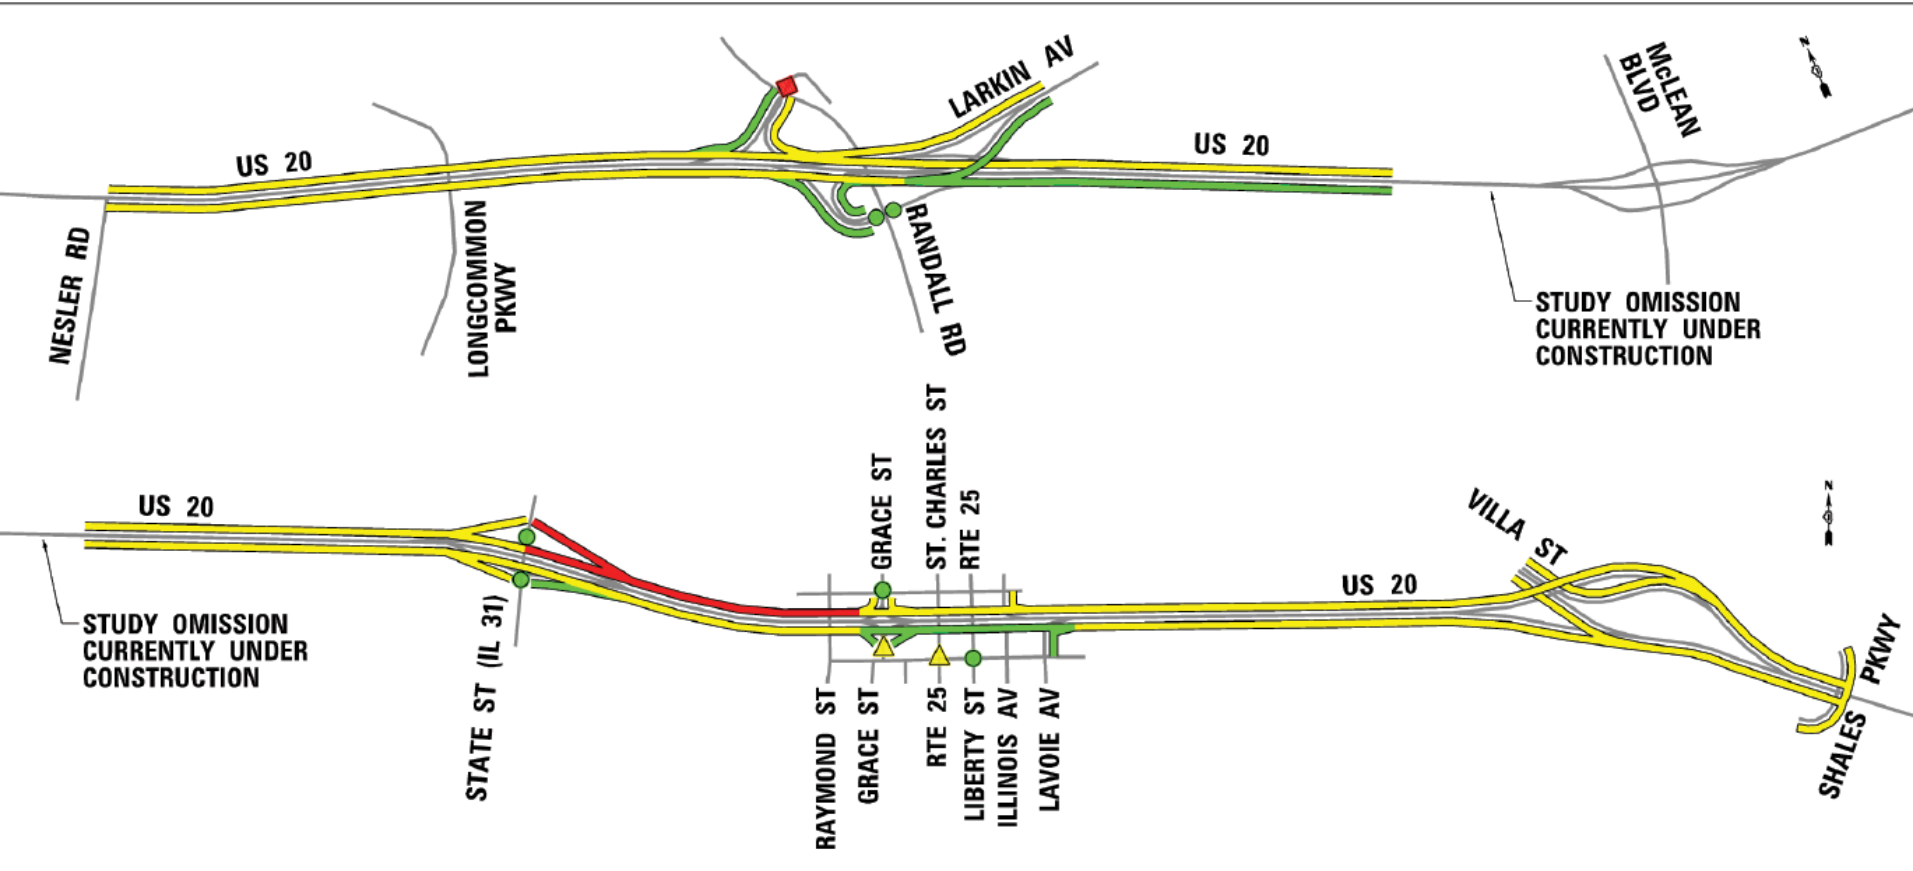 LARKIN AV
McLEAN
BLVD
N
US 20
US 20
NESLER RD
LONGCOMMON
PKWY
RANDALL RD
STUDY OMISSION
CURRENTLY UNDER
CONSTRUCTION
US 20
GRACE ST
ST. CHARLES ST
RTE 25
VILLA ST
N
US 20
STUDY OMISSION
CURRENTLY UNDER
CONSTRUCTION
STATE ST (IL 31)
RAYMOND ST
GRACE ST
RTE 25
LIBERTY ST
ILLINOIS AV
LAVOIE AV
SHALES
PKWY